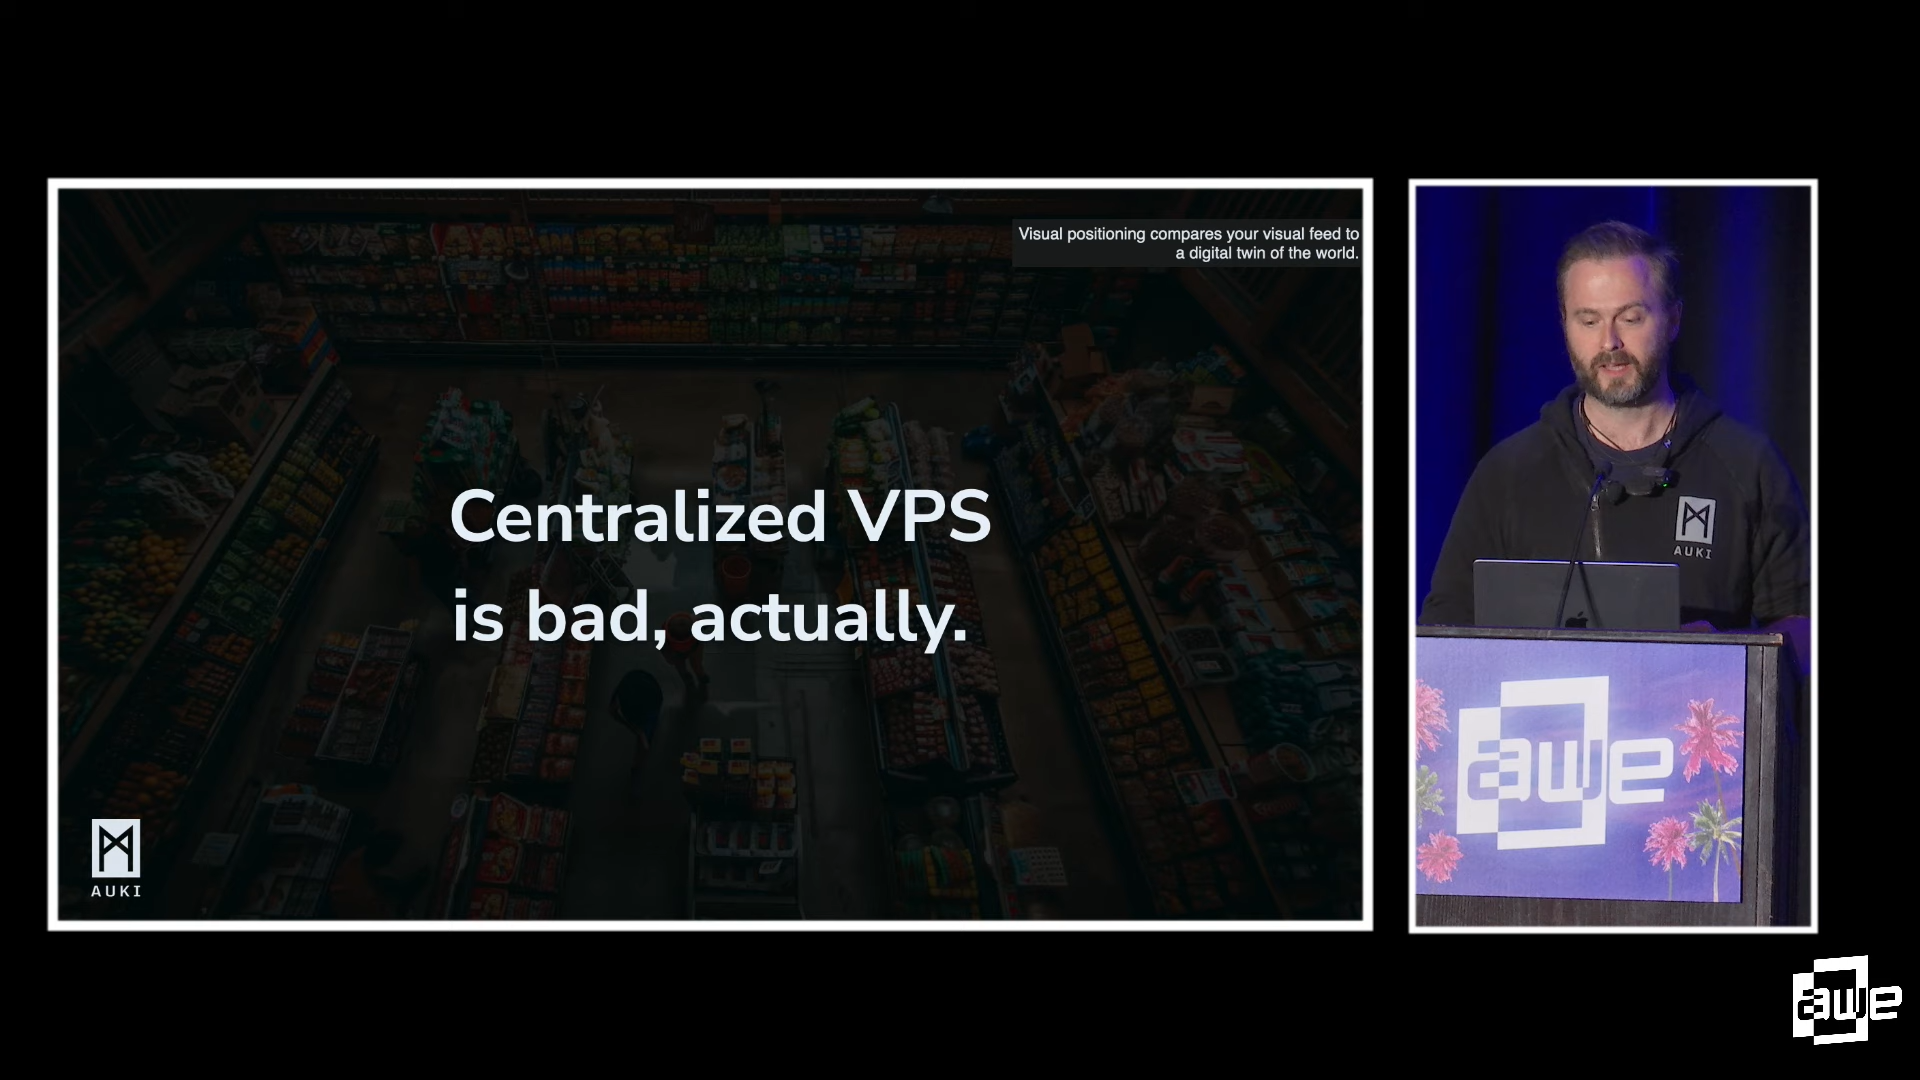 Visual positioning compares your visual feed to
a digital twin of the world.
Centralized VPS
is bad, actually.
AUKI
AUKI
awe
awe